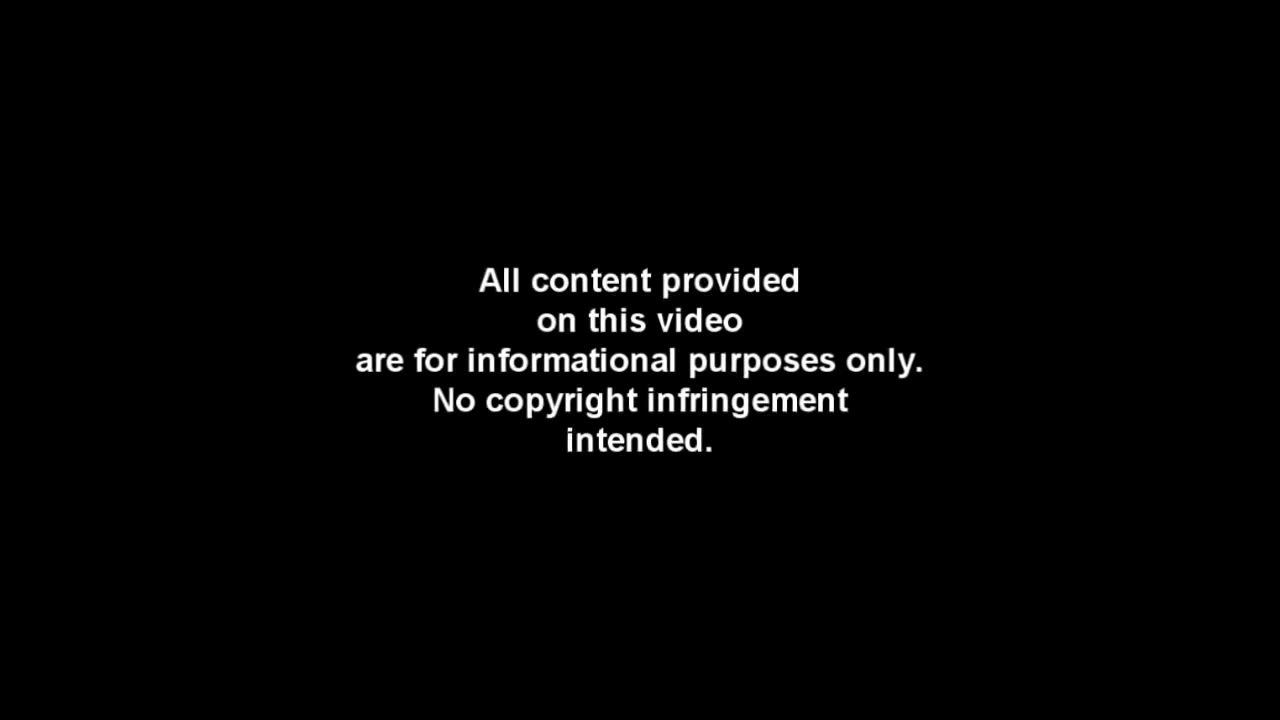 All content provided
on this video
are for informational purposes only.
No copyright infringement
intended.